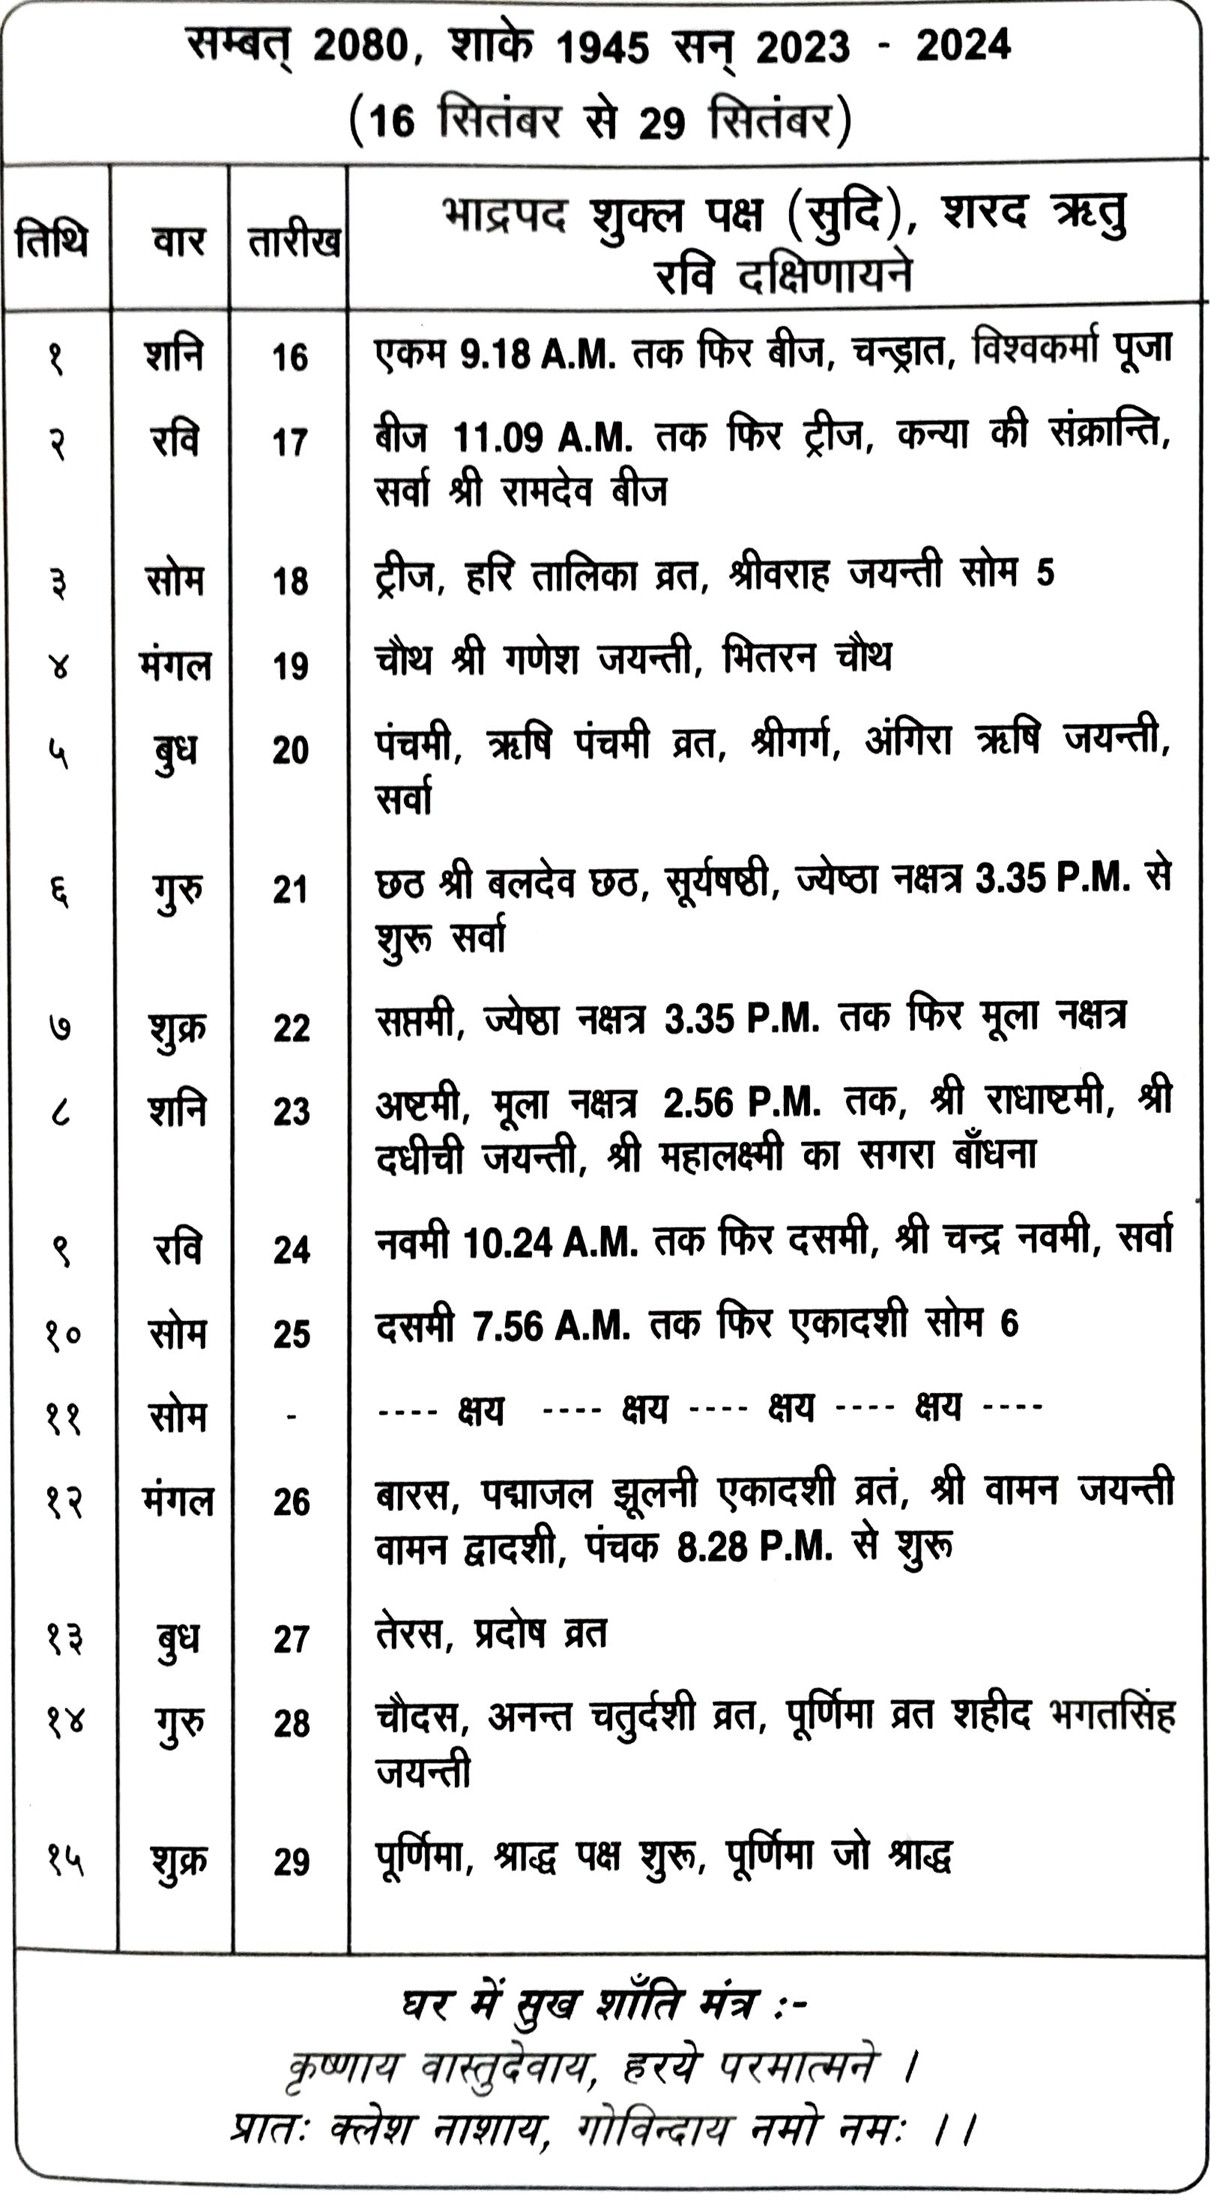 सम्बत् 2080, शाके 1945 सन् 2023 - 2024
(16 सितंबर से 29 सितंबर)
तिथि वार तारीख भाद्रपद शुक्ल पक्ष (सुदि), शरद ऋतु
रवि दक्षिणायने
१ शनि 16 एकम 9.18 A.M. तक फिर बीज, चन्ड्रात, विश्वकर्मा पूजा
२ रवि 17 बीज 11.09 A.M. तक फिर ट्रीज, कन्या की संक्रान्ति,
सर्वा श्री रामदेव बीज
३ सोम 18 ट्रीज, हरि तालिका व्रत, श्रीवराह जयन्ती सोम 5
४ मंगल 19 चौथ श्री गणेश जयन्ती, भितरन चौथ
५ बुध 20 पंचमी, ऋषि पंचमी व्रत, श्रीगर्ग, अंगिरा ऋषि जयन्ती,
सर्वा
६ गुरु 21 छठ श्री बलदेव छठ, सूर्यषष्ठी, ज्येष्ठा नक्षत्र 3.35 P.M. से
शुरू सर्वा
७ शुक्र 22 सप्तमी, ज्येष्ठा नक्षत्र 3.35 P.M. तक फिर मूला नक्षत्र
८ शनि 23 अष्टमी, मूला नक्षत्र 2.56 P.M. तक, श्री राधाष्टमी, श्री
दधीची जयन्ती, श्री महालक्ष्मी का सगरा बाँधना
९ रवि 24 नवमी 10.24 A.M. तक फिर दसमी, श्री चन्द्र नवमी, सर्वा
१० सोम 25 दसमी 7.56 A.M. तक फिर एकादशी सोम 6
११ सोम - ---- क्षय ---- क्षय ---- क्षय ---- क्षय ----
१२ मंगल 26 बारस, पद्माजल झूलनी एकादशी व्रतं, श्री वामन जयन्ती
वामन द्वादशी, पंचक 8.28 P.M. से शुरू
१३ बुध 27 तेरस, प्रदोष व्रत
१४ गुरु 28 चौदस, अनन्त चतुर्दशी व्रत, पूर्णिमा व्रत शहीद भगतसिंह
जयन्ती
१५ शुक्र 29 पूर्णिमा, श्राद्ध पक्ष शुरू, पूर्णिमा जो श्राद्ध
घर में सुख शाँति मंत्र :-
कृष्णाय वास्तुदेवाय, हरये परमात्मने ।
प्रातः क्लेश नाशाय, गोविन्दाय नमो नमः ।।